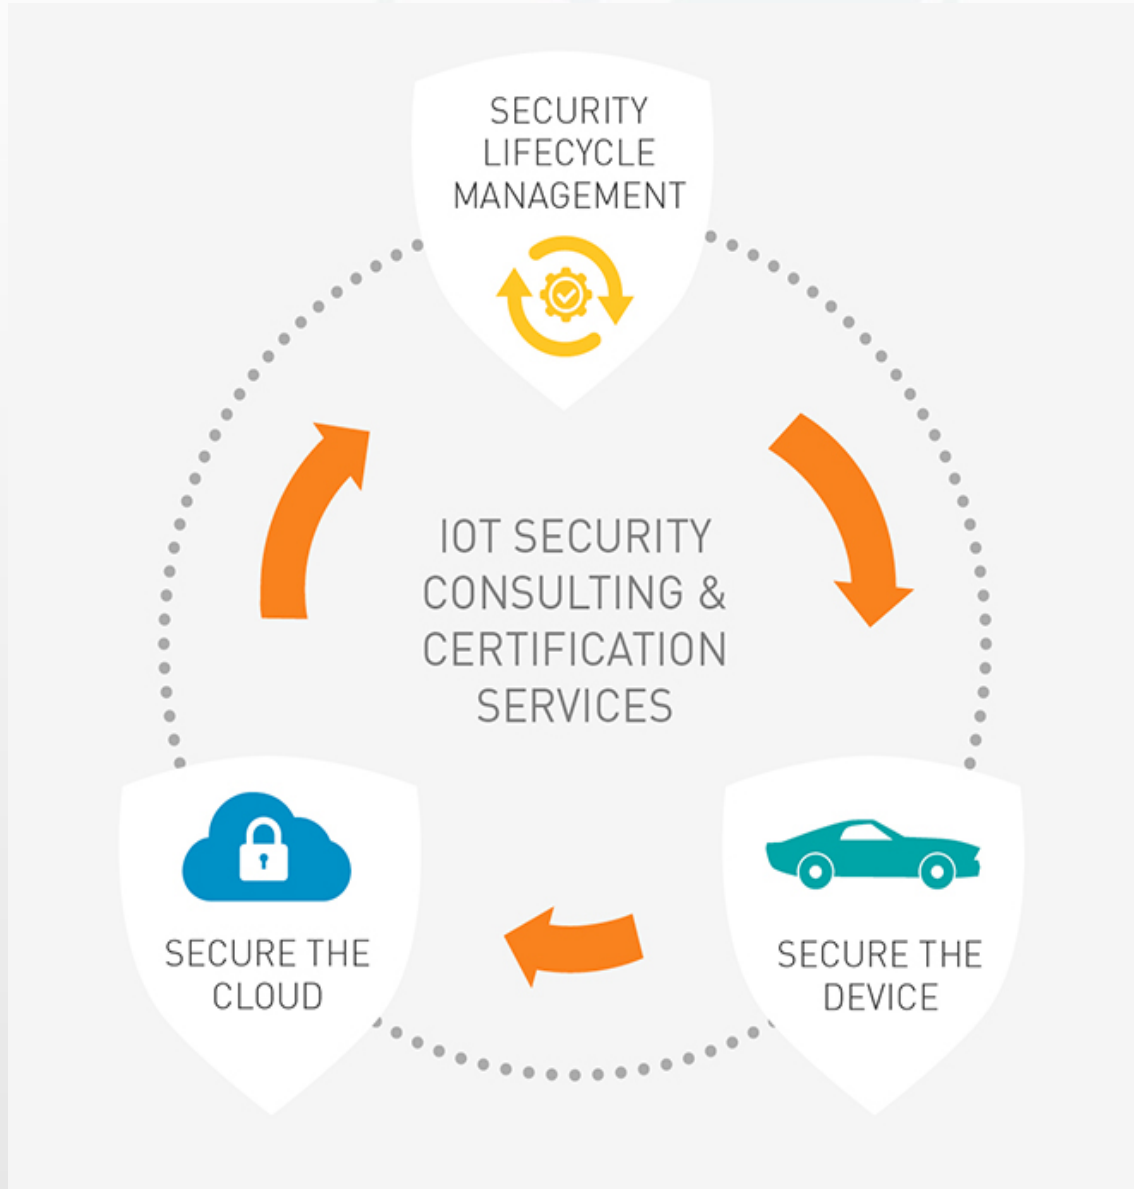 SECURITY
LIFECYCLE
MANAGEMENT
IOT SECURITY
CONSULTING &
CERTIFICATION
SERVICES
SECURE THE
CLOUD
SECURE THE
DEVICE